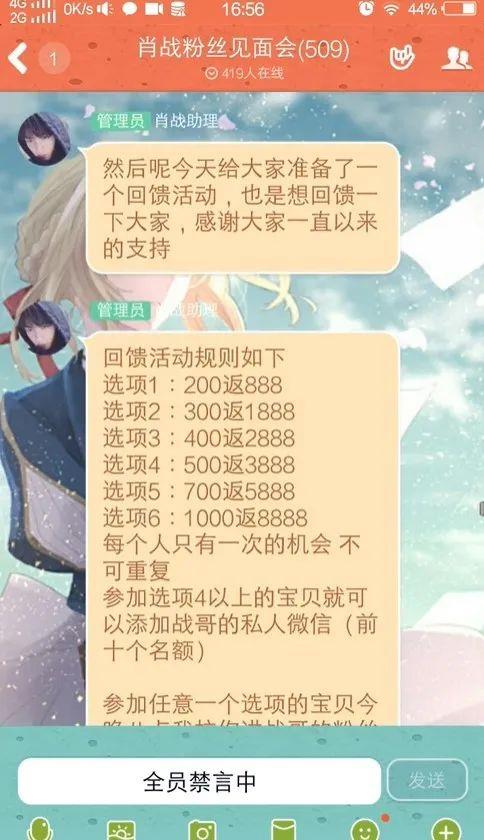 4G
2G
0K/s
16:56
44%
1
肖战粉丝见面会(509)
419人在线
管理员 肖战助理
然后呢今天给大家准备了一
个回馈活动，也是想回馈一
下大家，感谢大家一直以来
的支持
管理员 肖战助理
回馈活动规则如下
选项1：200返888
选项2：300返1888
选项3：400返2888
选项4：500返3888
选项5：700返5888
选项6：1000返8888
每个人只有一次的机会 不
可重复
参加选项4以上的宝贝就可
以添加战哥的私人微信（前
十个名额）
参加任意一个选项的宝贝今
全员禁言中
发送